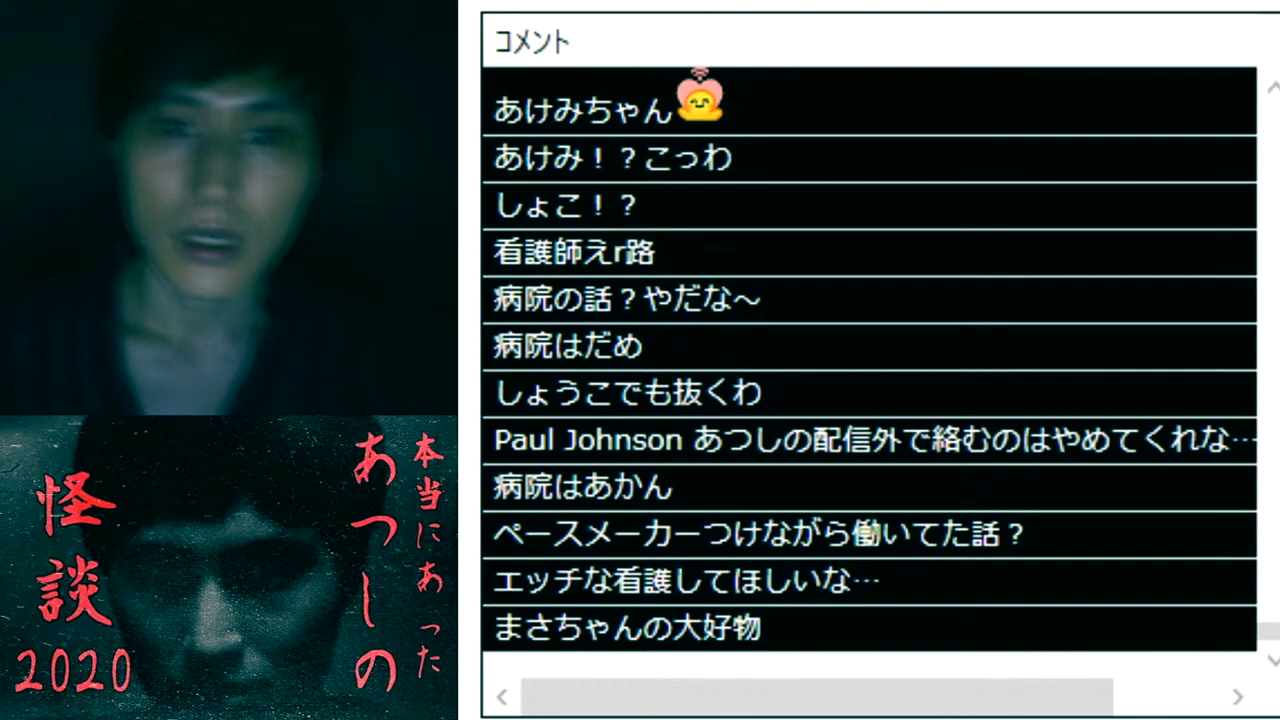 本当にあった
あつしの
怪談
2020
コメント
あけみちゃん
あけみ！？こっわ
しょこ！？
看護師えr路
病院の話？やだな～
病院はだめ
しょうこでも抜くわ
Paul Johnson あつしの配信外で絡むのはやめてくれな…
病院はあかん
ペースメーカーつけながら働いてた話？
エッチな看護してほしいな…
まさちゃんの大好物